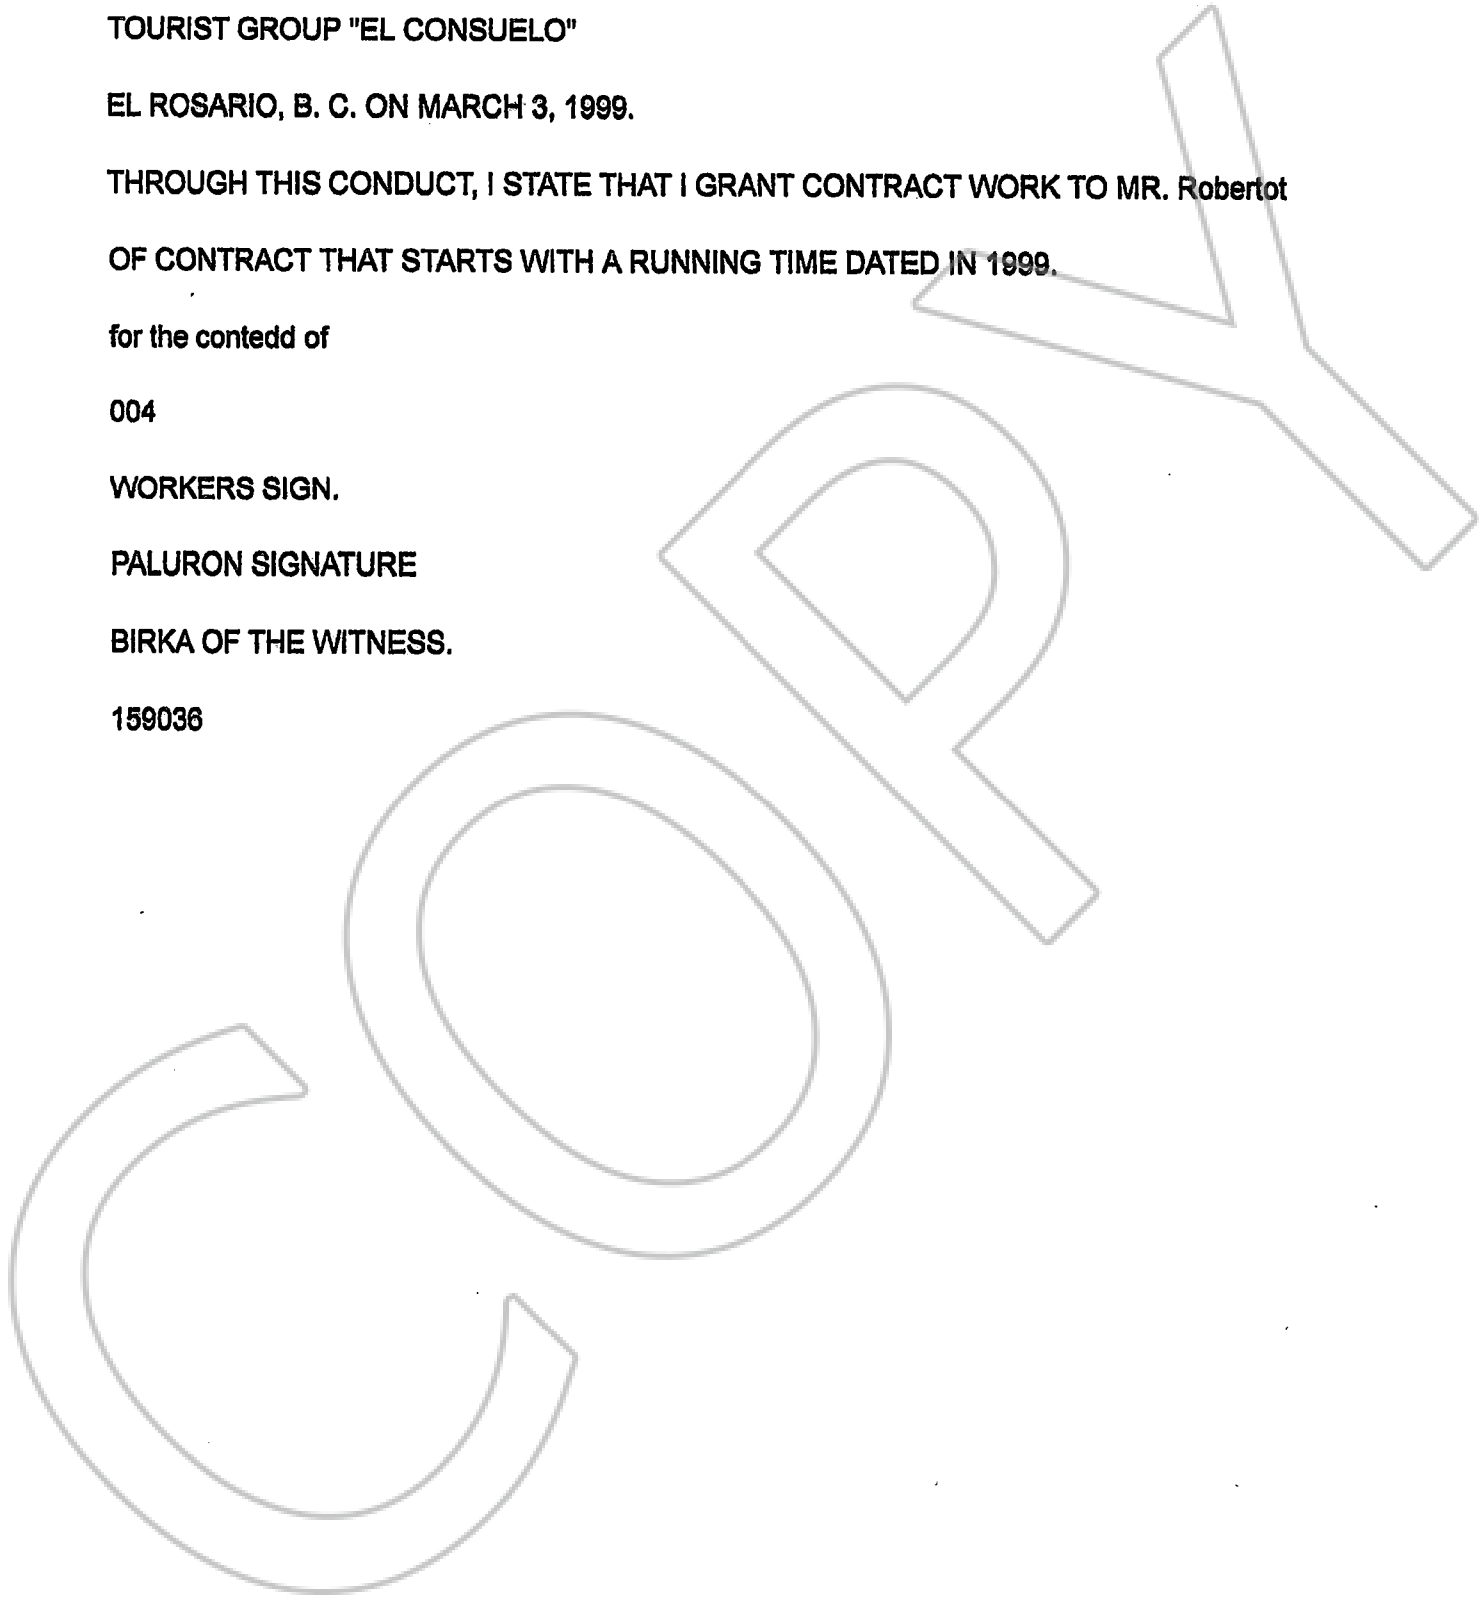 TOURIST GROUP "EL CONSUELO"
EL ROSARIO, B. C. ON MARCH 3, 1999.
THROUGH THIS CONDUCT, I STATE THAT I GRANT CONTRACT WORK TO MR. Robertot
OF CONTRACT THAT STARTS WITH A RUNNING TIME DATED IN 1999.
for the contedd of
004
WORKERS SIGN.
PALURON SIGNATURE
BIRKA OF THE WITNESS.
159036
COPY